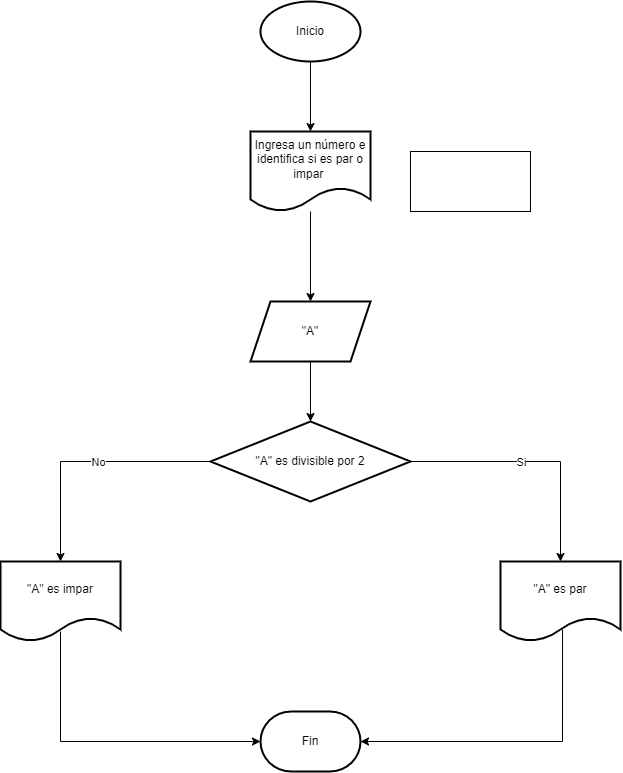 Inicio
Ingresa un número e
identifica si es par o
impar
"A"
"A" es divisible por 2
No
Si
"A" es impar
"A" es par
Fin